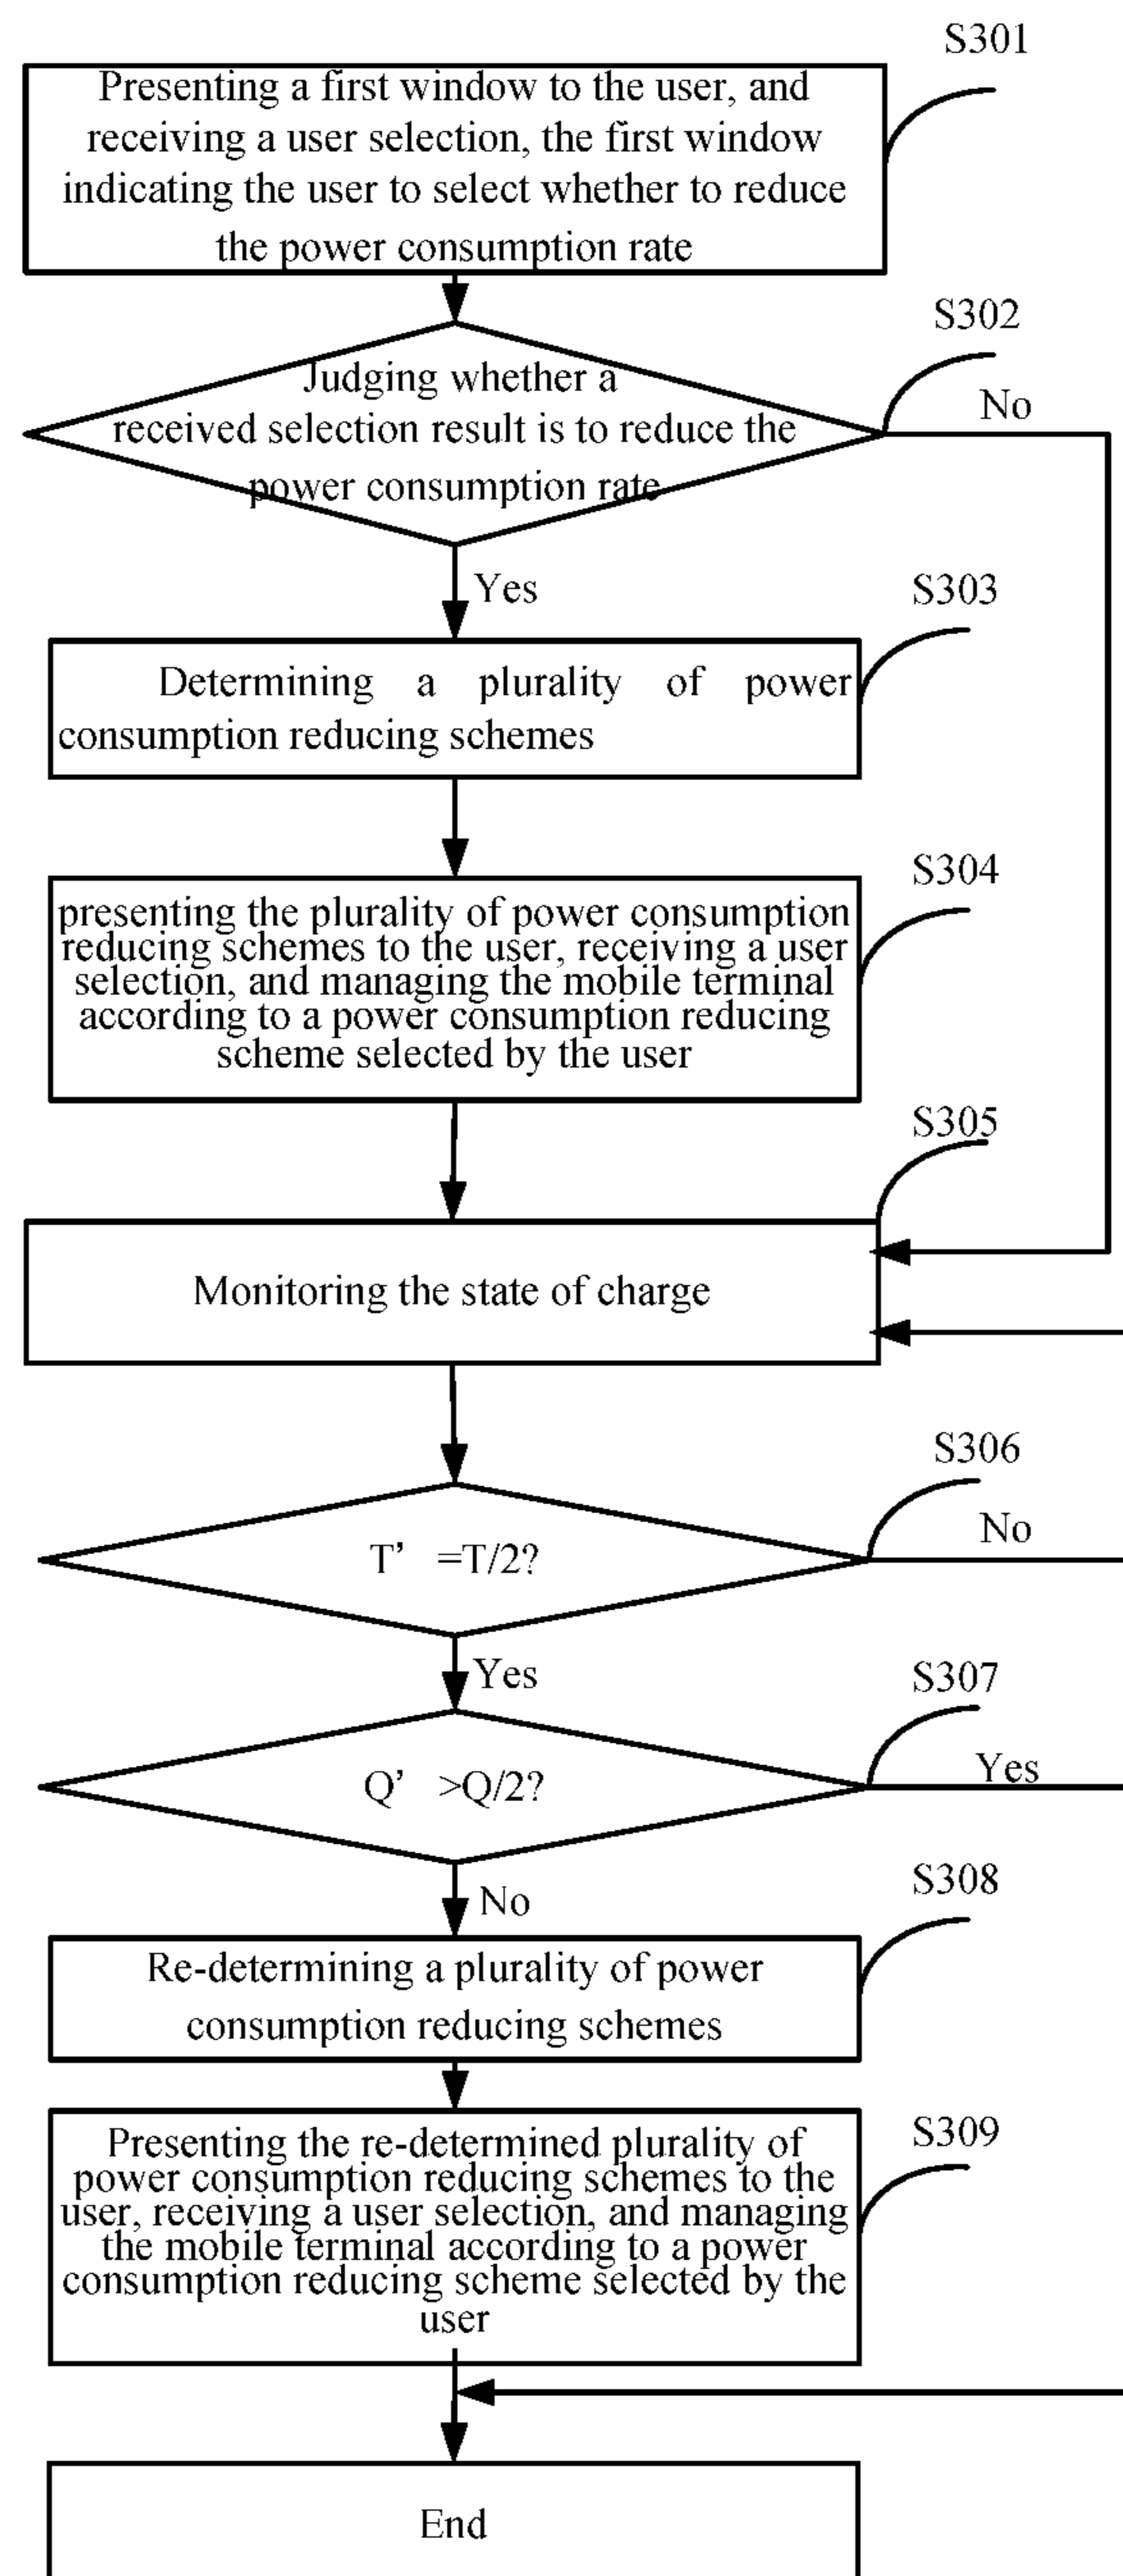 S301
Presenting a first window to the user, and
receiving a user selection, the first window
indicating the user to select whether to reduce
the power consumption rate
S302
No
Judging whether a
received selection result is to reduce the
power consumption rate
Yes
S303
Determining a plurality of power
consumption reducing schemes
S304
presenting the plurality of power consumption
reducing schemes to the user, receiving a user
selection, and managing the mobile terminal
according to a power consumption reducing
scheme selected by the user
S305
Monitoring the state of charge
S306
No
T’ =T/2?
Yes
S307
Yes
Q’ >Q/2?
No
S308
Re-determining a plurality of power
consumption reducing schemes
S309
Presenting the re-determined plurality of
power consumption reducing schemes to the
user, receiving a user selection, and managing
the mobile terminal according to a power
consumption reducing scheme selected by the
user
End